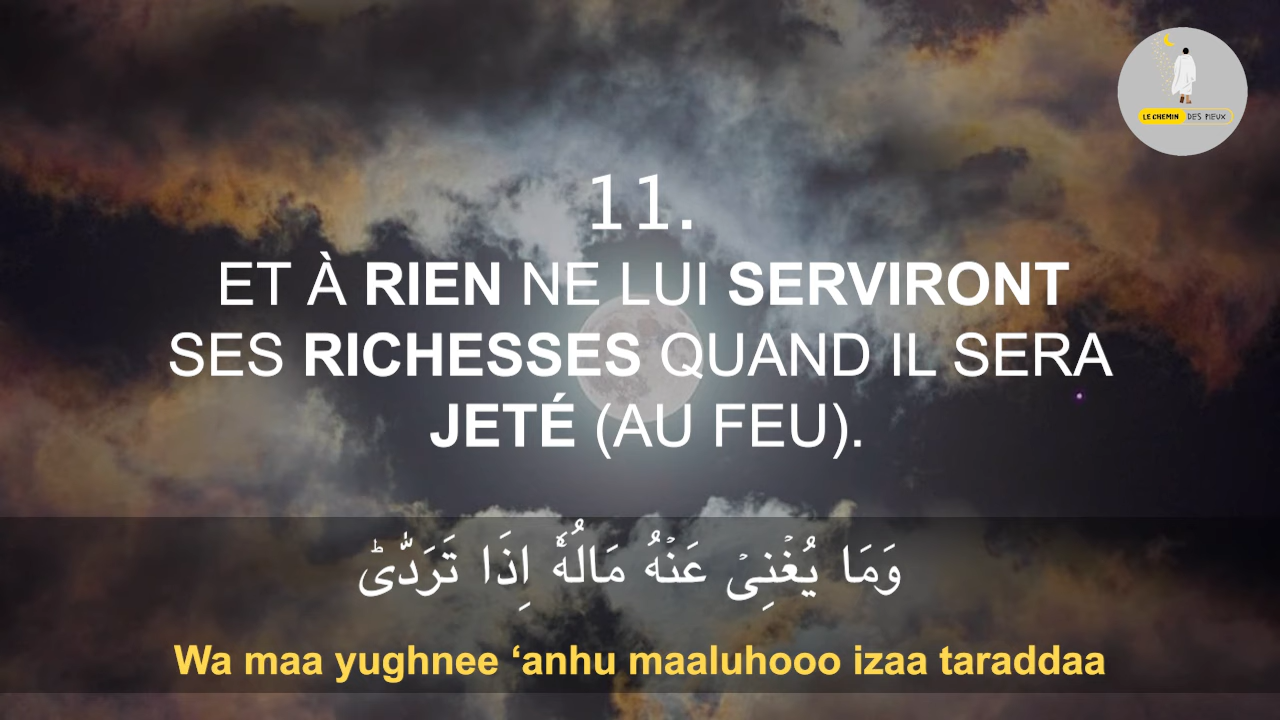 LE CHEMIN DES PIEUX
11.
ET À RIEN NE LUI SERVIRONT
SES RICHESSES QUAND IL SERA
JETÉ (AU FEU).
وَمَا يُغْنِىْ عَنْهُ مَالُهٗۤ اِذَا تَرَدّٰىؕ
Wa maa yughnee ‘anhu maaluhooo izaa taraddaa